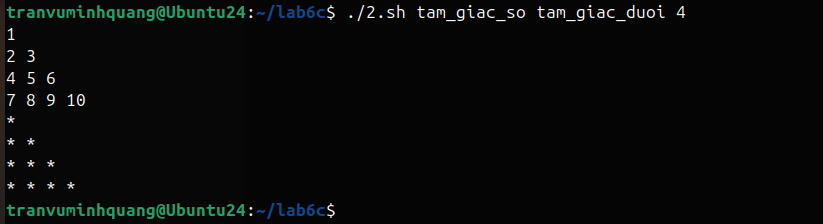 tranvuminhquang@Ubuntu24:~/lab6c$ ./2.sh tam_giac_so tam_giac_duoi 4
1
2 3
4 5 6
7 8 9 10
*
* *
* * *
* * * *
tranvuminhquang@Ubuntu24:~/lab6c$